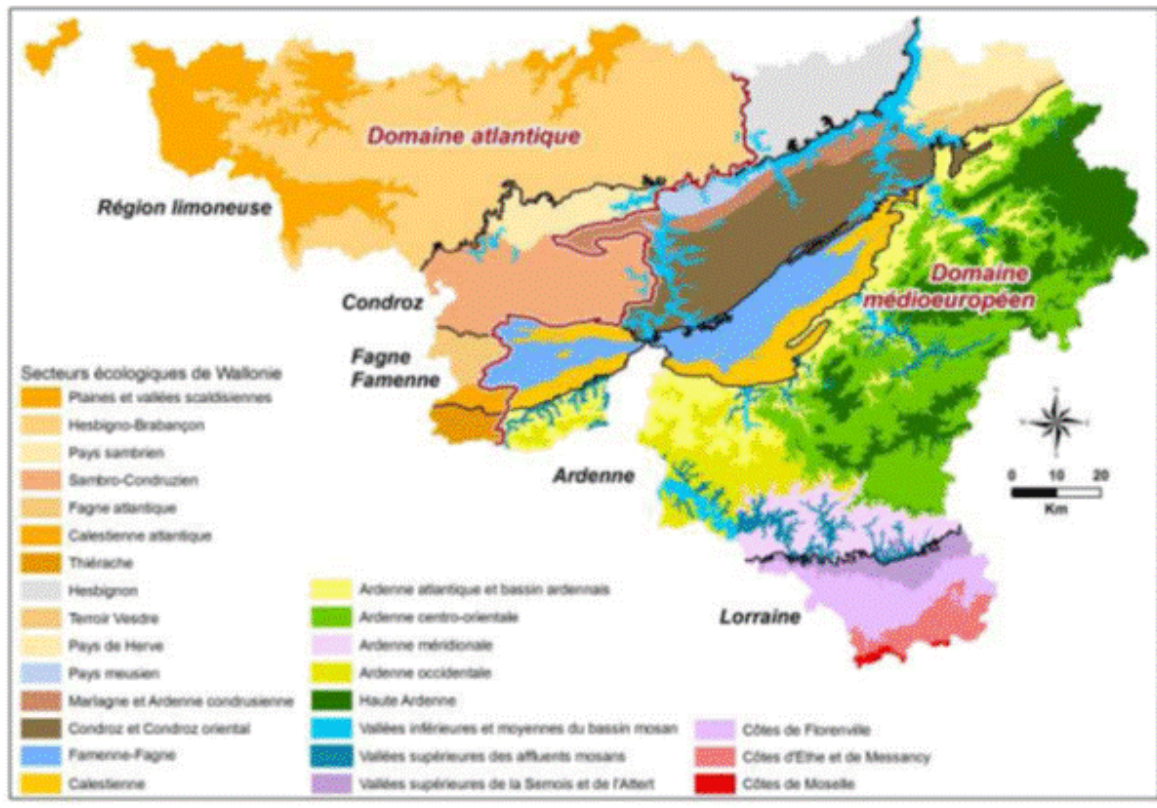 Domaine atlantique
Région limoneuse
Condroz
Fagne
Famenne
Domaine
médioeuropéen
Ardenne
Lorraine
0 10 20
Km
Secteurs écologiques de Wallonie
Plaines et vallées scaldisiennes
Hesbigno-Brabançon
Pays sambrien
Sambro-Condruzien
Fagne atlantique
Calestienne atlantique
Thiérache
Hesbignon
Terroir Vesdre
Pays de Herve
Pays meusien
Marlagne et Ardenne condrusienne
Condroz et Condroz oriental
Famenne-Fagne
Calestienne
Ardenne atlantique et bassin ardennais
Ardenne centro-orientale
Ardenne méridionale
Ardenne occidentale
Haute Ardenne
Vallées inférieures et moyennes du bassin mosan
Vallées supérieures des affluents mosans
Vallées supérieures de la Semois et de l'Attert
Côtes de Florenville
Côtes d'Ethe et de Messancy
Côtes de Moselle